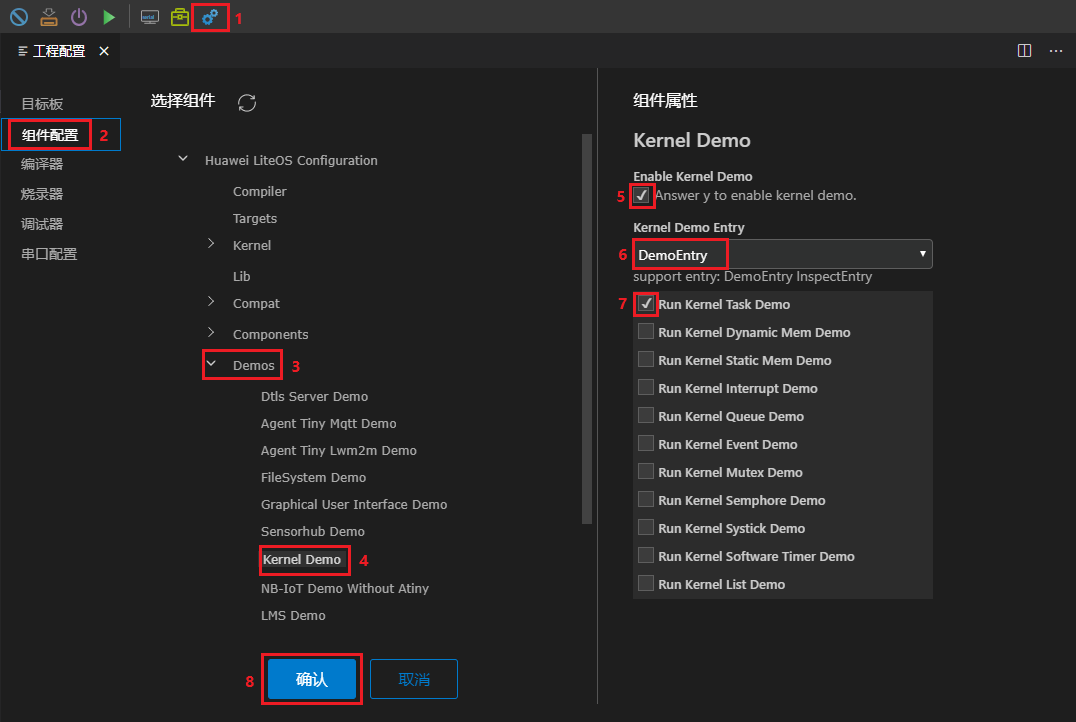 1
工程配置
目标板
组件配置 2
编译器
烧录器
调试器
串口配置
选择组件
Huawei LiteOS Configuration
Compiler
Targets
Kernel
Lib
Compat
Components
Demos 3
Dtls Server Demo
Agent Tiny Mqtt Demo
Agent Tiny Lwm2m Demo
FileSystem Demo
Graphical User Interface Demo
Sensorhub Demo
Kernel Demo 4
NB-IoT Demo Without Atiny
LMS Demo
8 确认 取消
组件属性
Kernel Demo
Enable Kernel Demo
5 Answer y to enable kernel demo.
Kernel Demo Entry
6 DemoEntry
support entry: DemoEntry InspectEntry
7 Run Kernel Task Demo
Run Kernel Dynamic Mem Demo
Run Kernel Static Mem Demo
Run Kernel Interrupt Demo
Run Kernel Queue Demo
Run Kernel Event Demo
Run Kernel Mutex Demo
Run Kernel Semphore Demo
Run Kernel Systick Demo
Run Kernel Software Timer Demo
Run Kernel List Demo